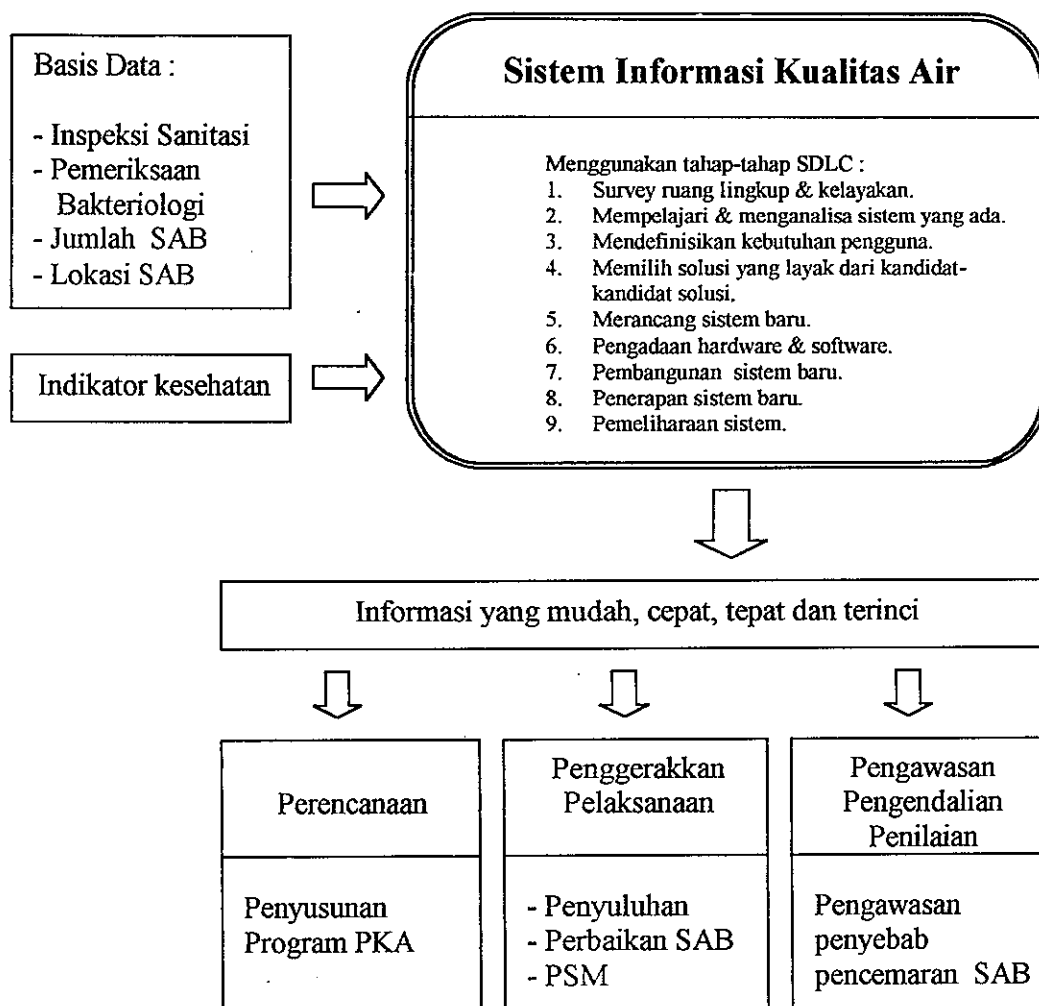 Basis Data :
- Inspeksi Sanitasi
- Pemeriksaan
Bakteriologi
- Jumlah SAB
- Lokasi SAB
Indikator kesehatan
Sistem Informasi Kualitas Air
Menggunakan tahap-tahap SDLC :
1. Survey ruang lingkup & kelayakan.
2. Mempelajari & menganalisa sistem yang ada.
3. Mendefinisikan kebutuhan pengguna.
4. Memilih solusi yang layak dari kandidat-
kandidat solusi.
5. Merancang sistem baru.
6. Pengadaan hardware & software.
7. Pembangunan sistem baru.
8. Penerapan sistem baru.
9. Pemeliharaan sistem.
Informasi yang mudah, cepat, tepat dan terinci
Perencanaan
Penyusunan
Program PKA
Penggerakkan
Pelaksanaan
- Penyuluhan
- Perbaikan SAB
- PSM
Pengawasan
Pengendalian
Penilaian
Pengawasan
penyebab
pencemaran SAB